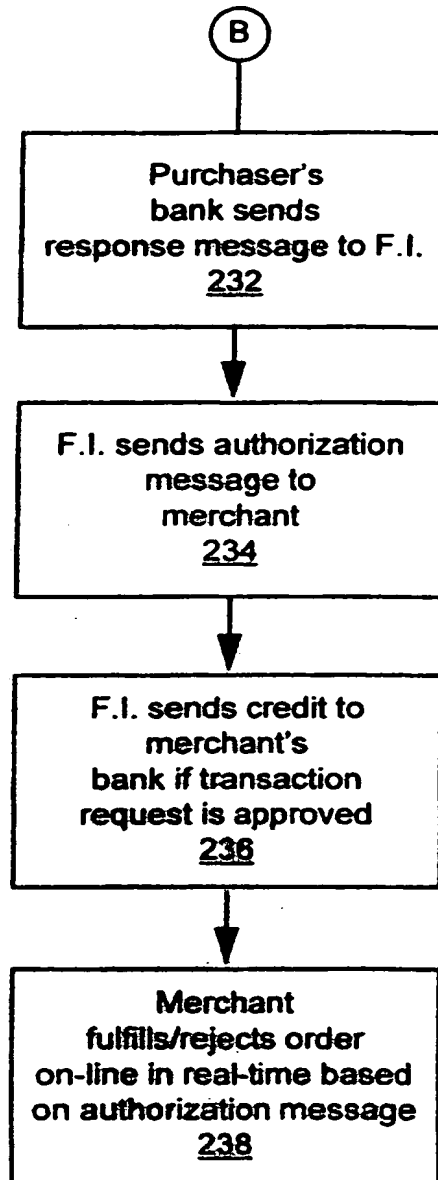 B
Purchaser's
bank sends
response message to F.I.
232
F.I. sends authorization
message to
merchant
234
F.I. sends credit to
merchant's
bank if transaction
request is approved
236
Merchant
fulfills/rejects order
on-line in real-time based
on authorization message
238